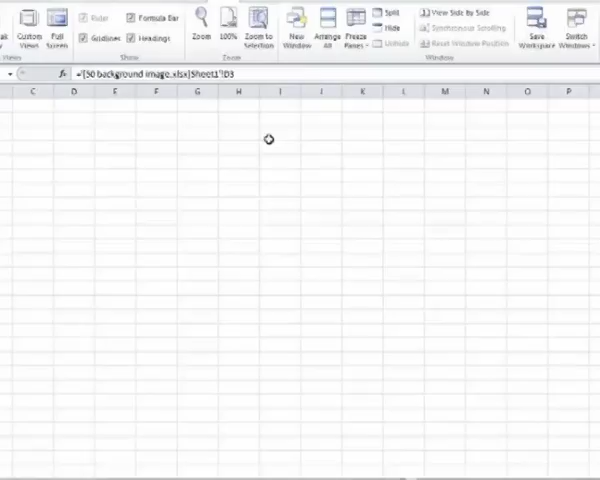 Ruler
Formula Bar
Gridlines
Headings
Show
Custom
Views
Full
Screen
Zoom
100%
Zoom to
Selection
Zoom
New
Window
Arrange
All
Freeze
Panes
Split
Hide
Unhide
View Side by Side
Synchronous Scrolling
Reset Window Position
Window
Save
Workspace
Switch
Windows
fx ='[50 background image.xlsx]Sheet1'!D3
C D E F G H I J K L M N O P